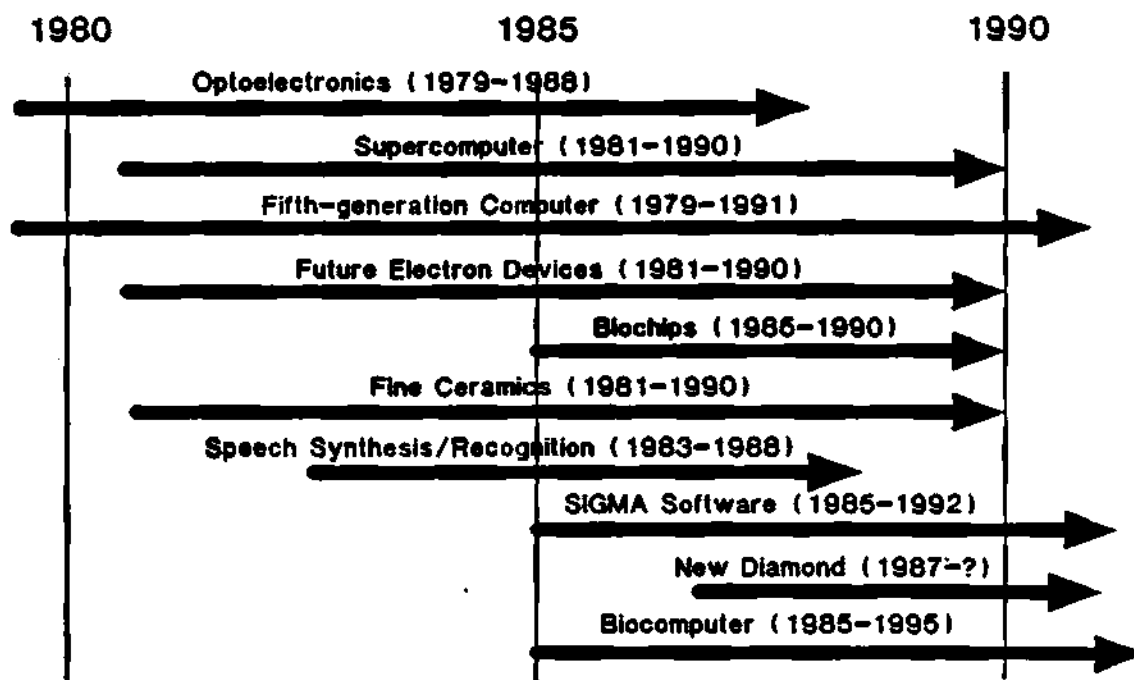 1980 1985 1990
Optoelectronics (1979-1988)
Supercomputer (1981-1990)
Fifth-generation Computer (1979-1991)
Future Electron Devices (1981-1990)
Biochips (1985-1990)
Fine Ceramics (1981-1990)
Speech Synthesis/Recognition (1983-1988)
SIGMA Software (1985-1992)
New Diamond (1987-?)
Biocomputer (1985-1995)